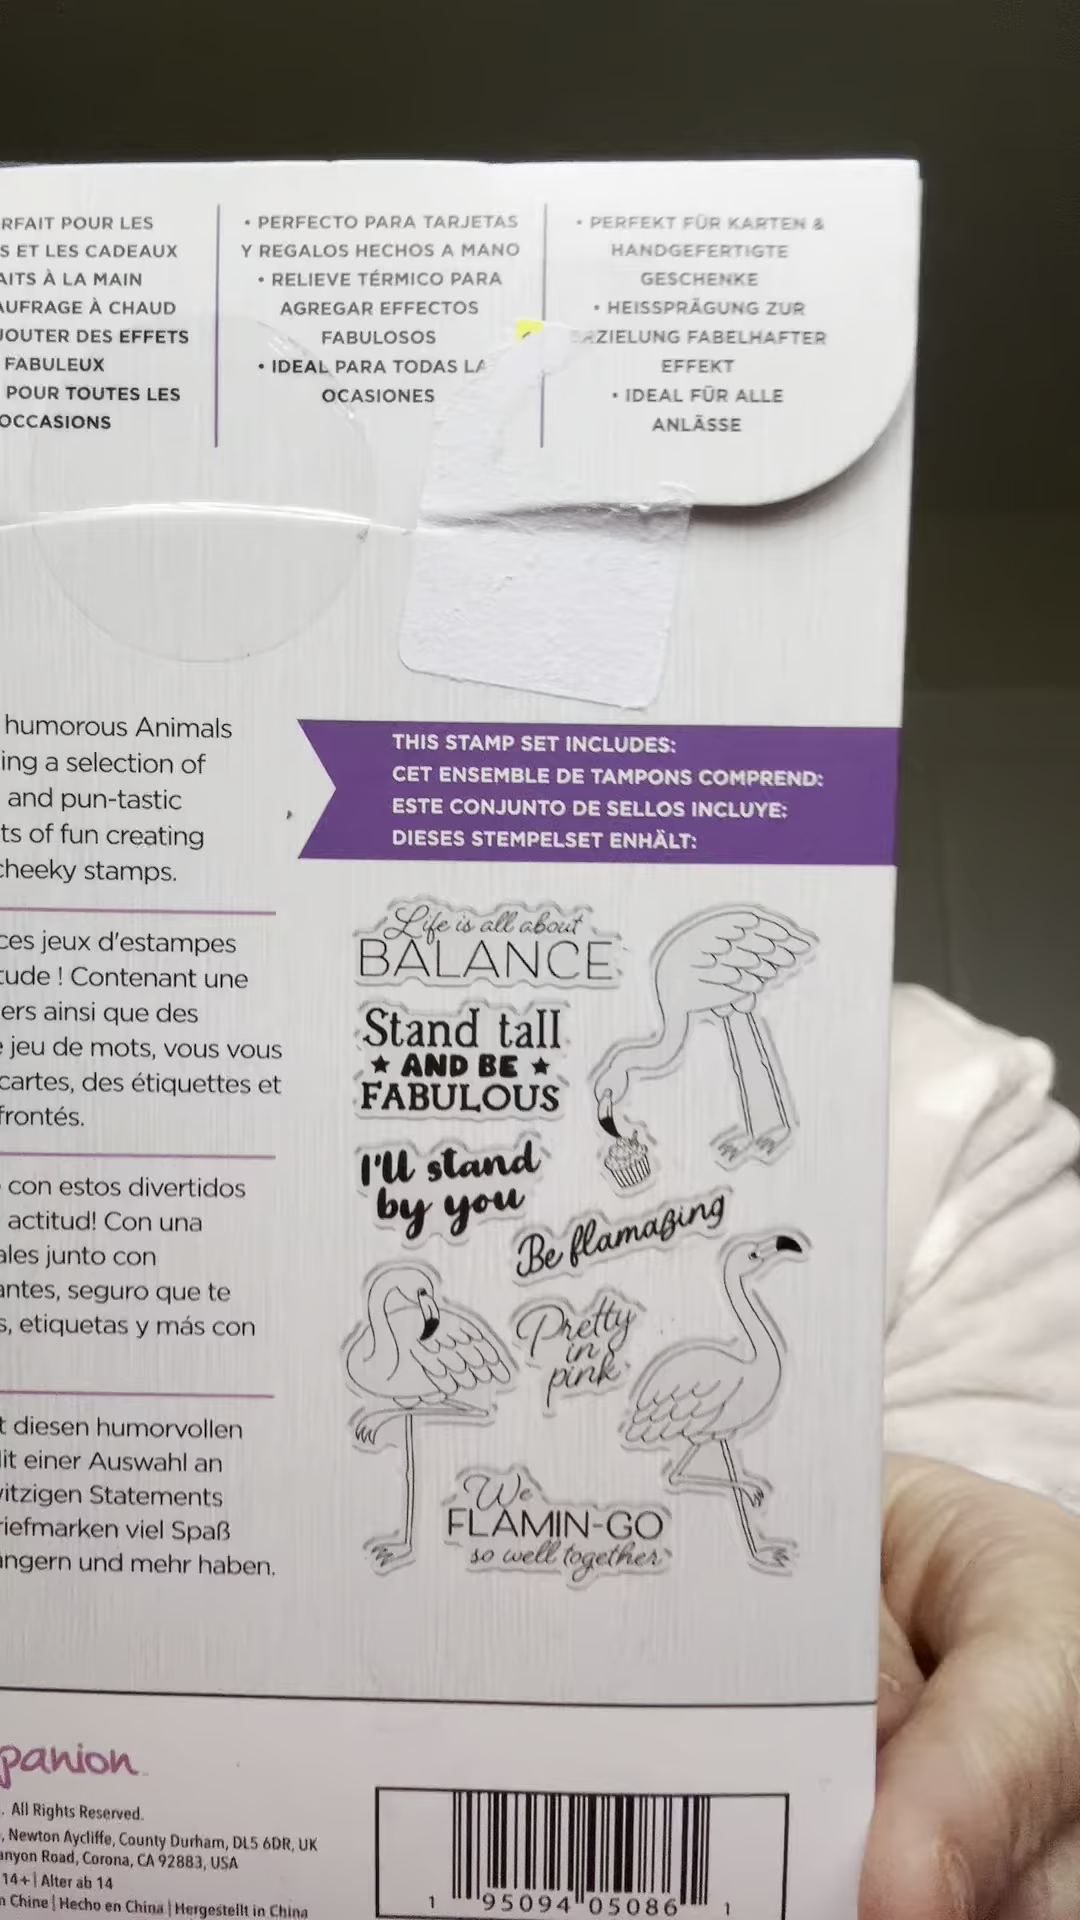 RFAIT POUR LES
S ET LES CADEAUX
AITS À LA MAIN
AUFRAGE À CHAUD
JOUTER DES EFFETS
FABULEUX
POUR TOUTES LES
OCCASIONS
• PERFECTO PARA TARJETAS
Y REGALOS HECHOS A MANO
• RELIEVE TÉRMICO PARA
AGREGAR EFFECTOS
FABULOSOS
• IDEAL PARA TODAS LA
OCASIONES
• PERFEKT FÜR KARTEN &
HANDGEFERTIGTE
GESCHENKE
• HEISSPRÄGUNG ZUR
RZIELUNG FABELHAFTER
EFFEKT
• IDEAL FÜR ALLE
ANLÄSSE
humorous Animals
ing a selection of
and pun-tastic
ts of fun creating
cheeky stamps.
ces jeux d'estampes
tude ! Contenant une
ers ainsi que des
e jeu de mots, vous vous
cartes, des étiquettes et
frontés.
con estos divertidos
actitud! Con una
ales junto con
antes, seguro que te
s, etiquetas y más con
t diesen humorvollen
it einer Auswahl an
vitzigen Statements
riefmarken viel Spaß
ängern und mehr haben.
THIS STAMP SET INCLUDES:
CET ENSEMBLE DE TAMPONS COMPREND:
ESTE CONJUNTO DE SELLOS INCLUYE:
DIESES STEMPELSET ENHÄLT:
Life is all about
BALANCE
Stand tall
★ AND BE ★
FABULOUS
I'll stand
by you
Be flamazing
Pretty
in
pink
We
FLAMIN-GO
so well together
panion
. All Rights Reserved.
, Newton Aycliffe, County Durham, DL5 6DR, UK
anyon Road, Corona, CA 92883, USA
14+ | Alter ab 14
n Chine | Hecho en China | Hergestellt in China
1 95094 05086 1